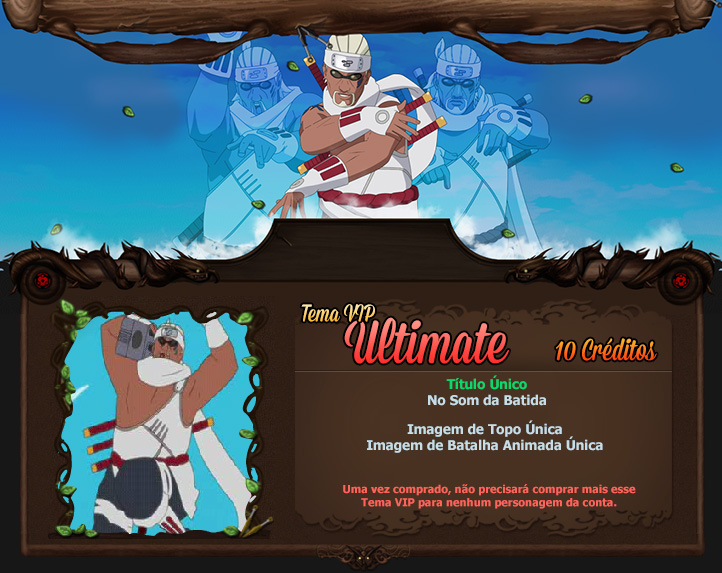 Tema VIP
Ultimate
10 Créditos
Título Único
No Som da Batida
Imagem de Topo Única
Imagem de Batalha Animada Única
Uma vez comprado, não precisará comprar mais esse
Tema VIP para nenhum personagem da conta.